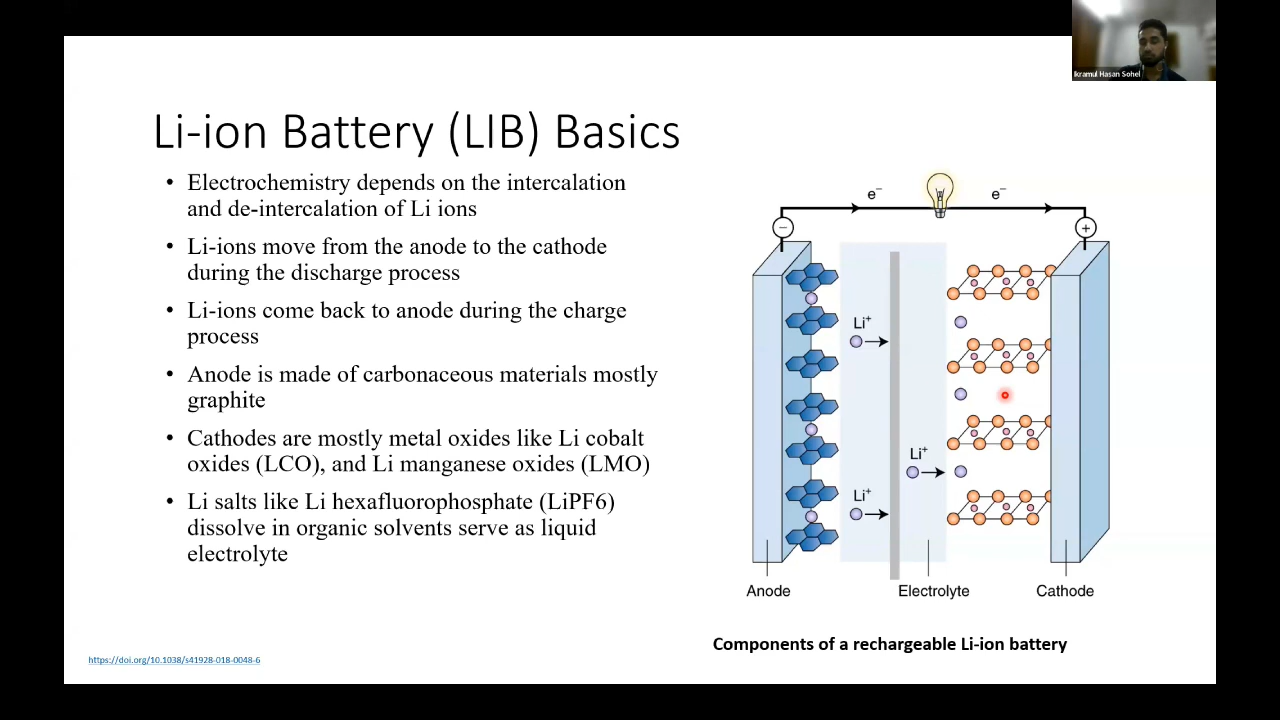 Ikramul Hasan Sohel
Li-ion Battery (LIB) Basics
• Electrochemistry depends on the intercalation
and de-intercalation of Li ions
• Li-ions move from the anode to the cathode
during the discharge process
• Li-ions come back to anode during the charge
process
• Anode is made of carbonaceous materials mostly
graphite
• Cathodes are mostly metal oxides like Li cobalt
oxides (LCO), and Li manganese oxides (LMO)
• Li salts like Li hexafluorophosphate (LiPF6)
dissolve in organic solvents serve as liquid
electrolyte
e⁻ e⁻
− +
Li⁺
Li⁺
Li⁺
Anode Electrolyte Cathode
Components of a rechargeable Li-ion battery
https://doi.org/10.1038/s41928-018-0048-6